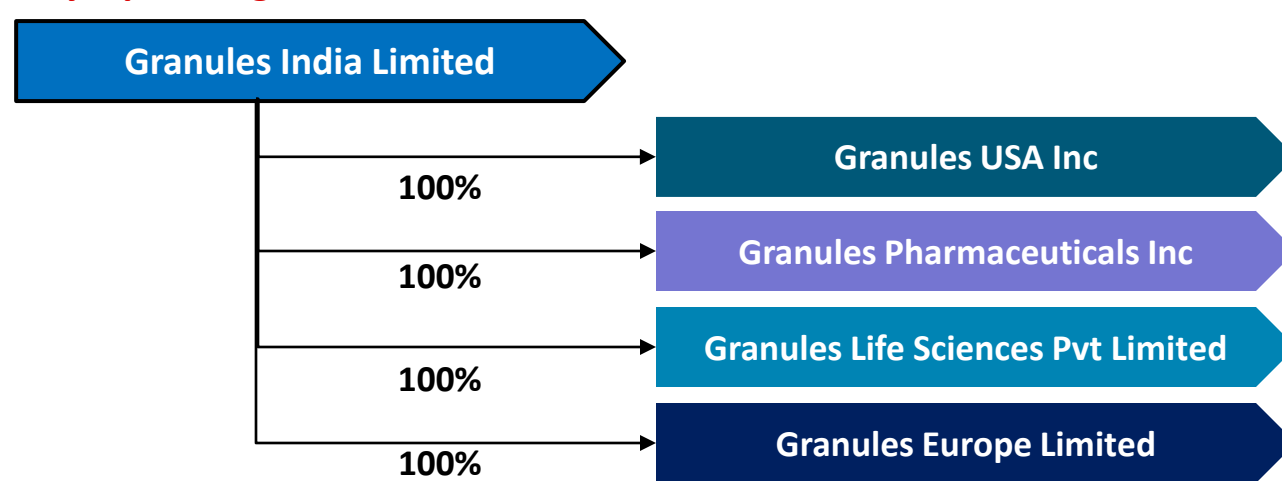 Granules India Limited
Granules USA Inc
100%
Granules Pharmaceuticals Inc
100%
Granules Life Sciences Pvt Limited
100%
Granules Europe Limited
100%